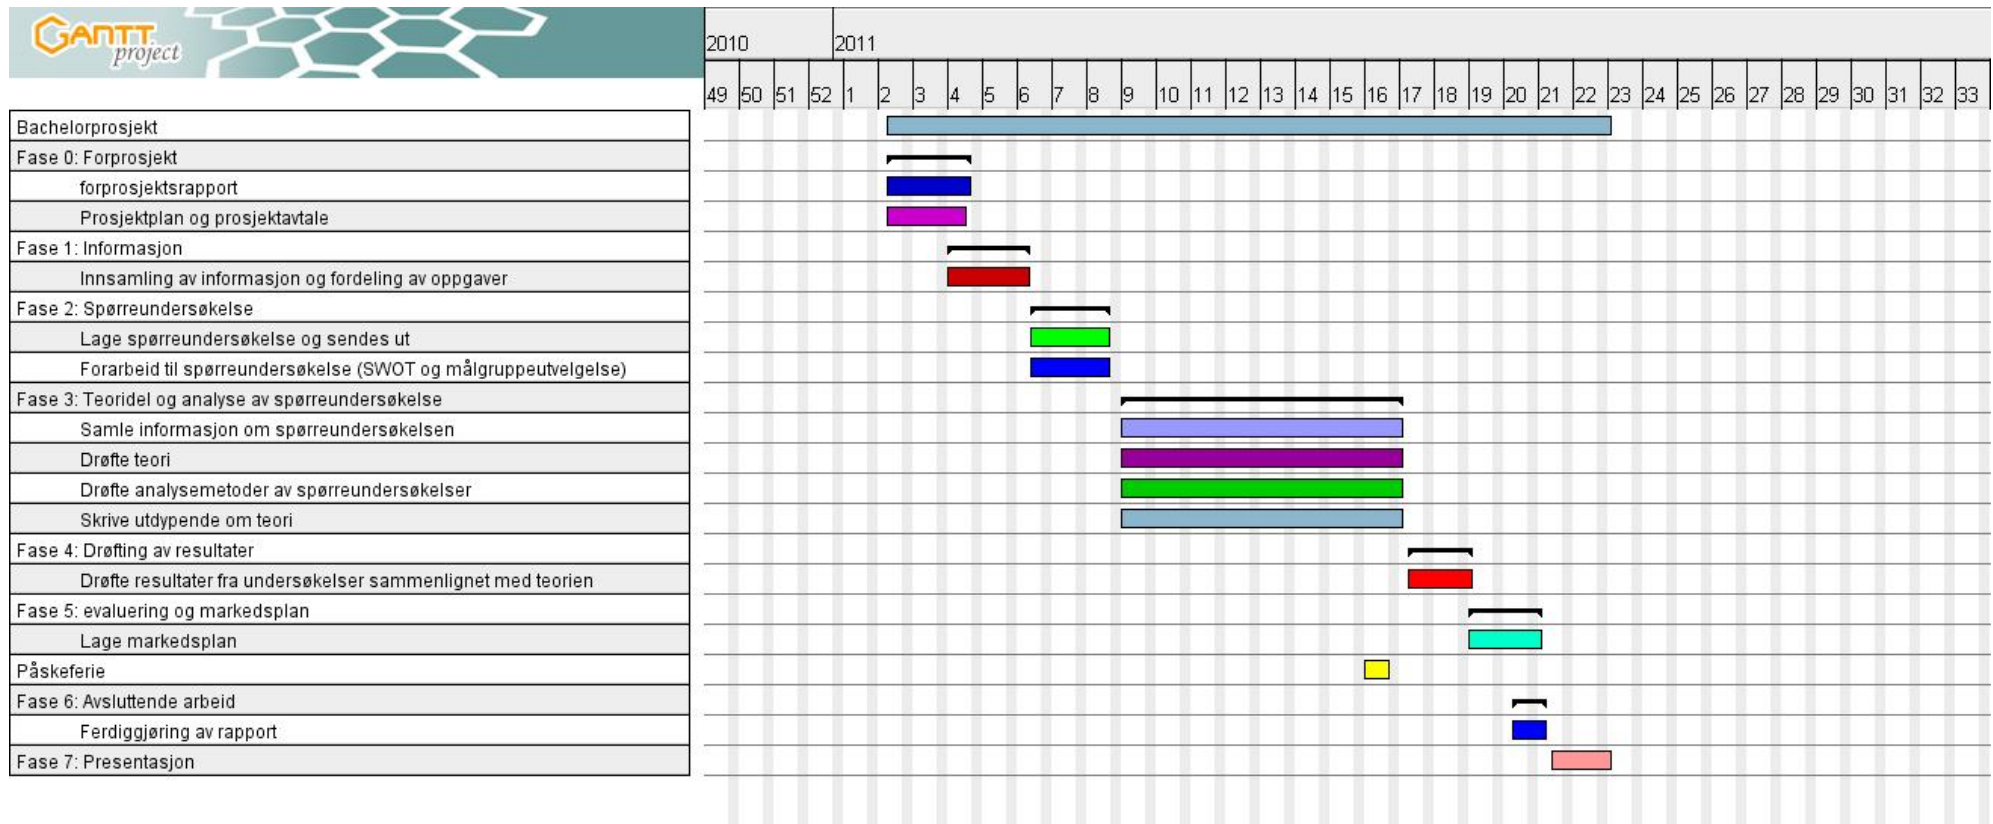 GANTT
project
2010 2011
49 50 51 52 1 2 3 4 5 6 7 8 9 10 11 12 13 14 15 16 17 18 19 20 21 22 23 24 25 26 27 28 29 30 31 32 33
Bachelorprosjekt
Fase 0: Forprosjekt
forprosjektsrapport
Prosjektplan og prosjektavtale
Fase 1: Informasjon
Innsamling av informasjon og fordeling av oppgaver
Fase 2: Spørreundersøkelse
Lage spørreundersøkelse og sendes ut
Forarbeid til spørreundersøkelse (SWOT og målgruppeutvelgelse)
Fase 3: Teoridel og analyse av spørreundersøkelse
Samle informasjon om spørreundersøkelsen
Drøfte teori
Drøfte analysemetoder av spørreundersøkelser
Skrive utdypende om teori
Fase 4: Drøfting av resultater
Drøfte resultater fra undersøkelser sammenlignet med teorien
Fase 5: evaluering og markedsplan
Lage markedsplan
Påskeferie
Fase 6: Avsluttende arbeid
Ferdiggjøring av rapport
Fase 7: Presentasjon